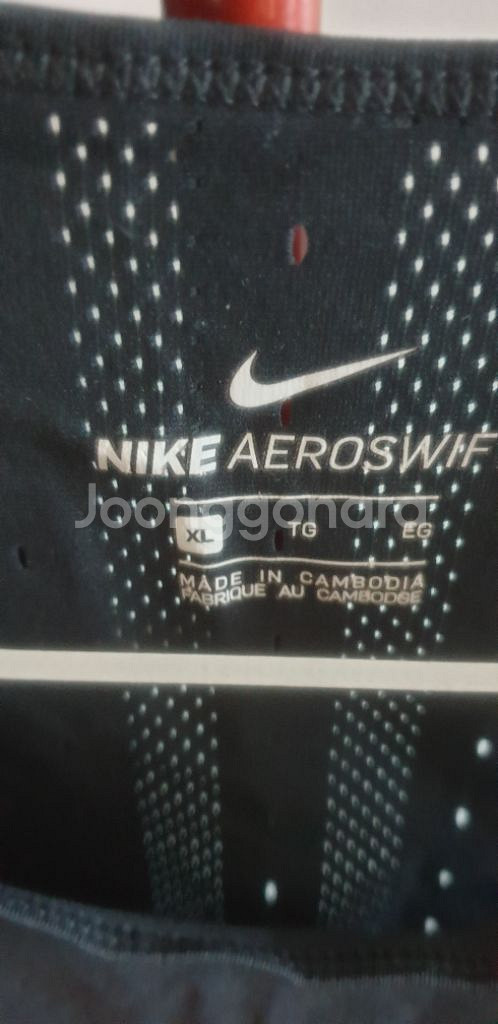 NIKE AEROSWIF
Joonggonara
XL TG EG
MADE IN CAMBODIA
FABRIQUE AU CAMBODGE